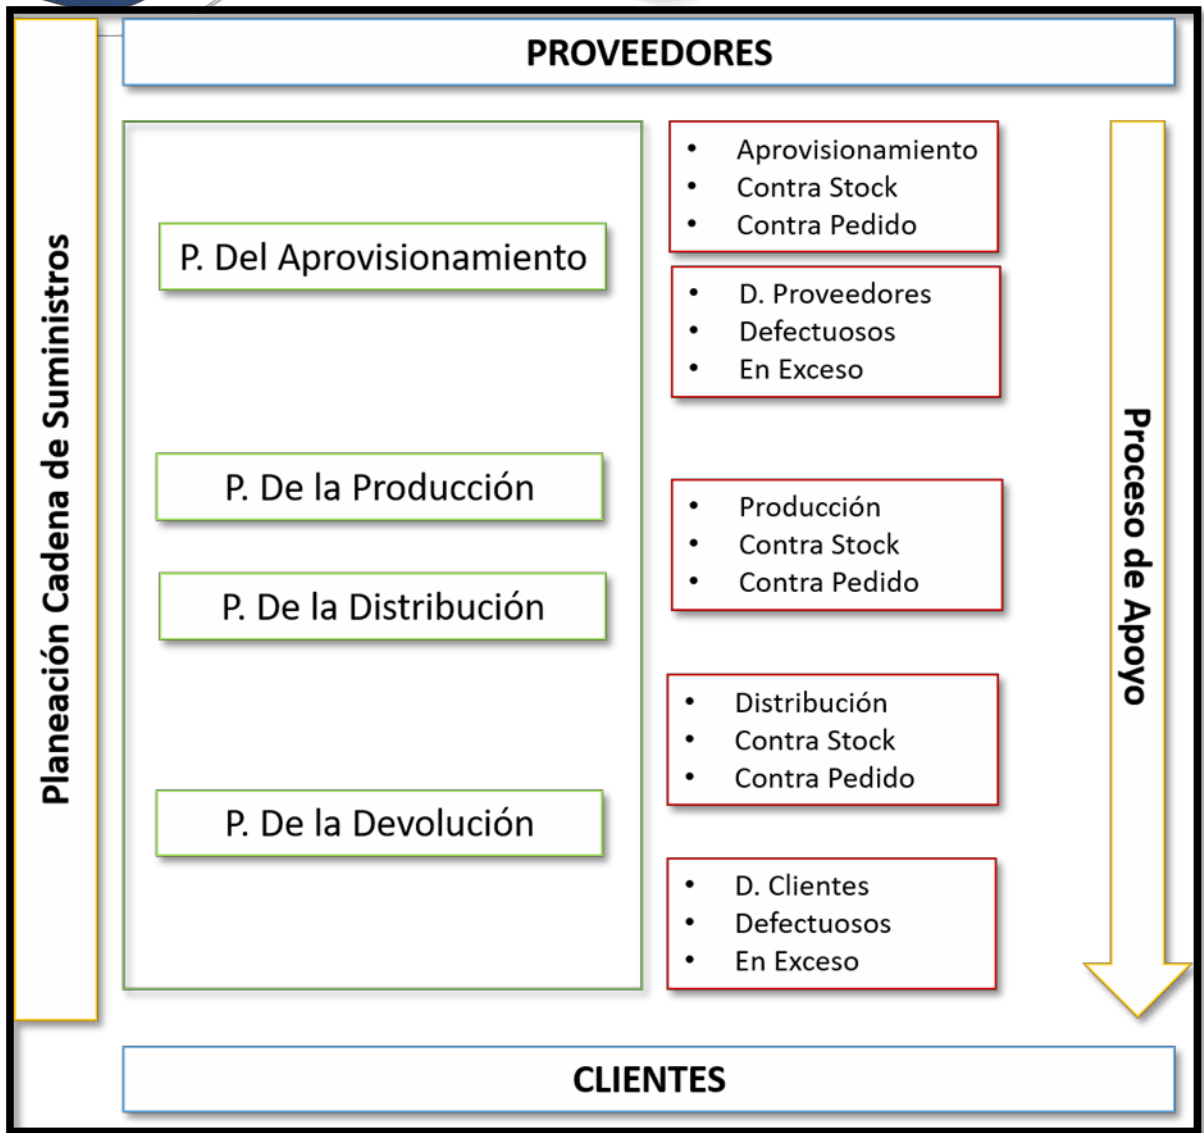 PROVEEDORES
Planeación Cadena de Suministros
P. Del Aprovisionamiento
P. De la Producción
P. De la Distribución
P. De la Devolución
• Aprovisionamiento
• Contra Stock
• Contra Pedido
• D. Proveedores
• Defectuosos
• En Exceso
• Producción
• Contra Stock
• Contra Pedido
• Distribución
• Contra Stock
• Contra Pedido
• D. Clientes
• Defectuosos
• En Exceso
Proceso de Apoyo
CLIENTES